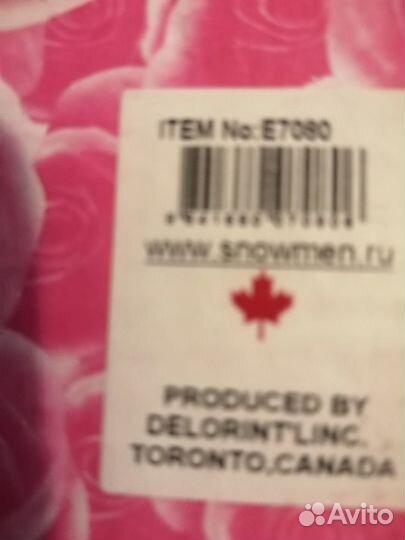 ITEM No:E7080
www.snowmen.ru
PRODUCED BY
DELORINT'LINC.
TORONTO,CANADA
Avito